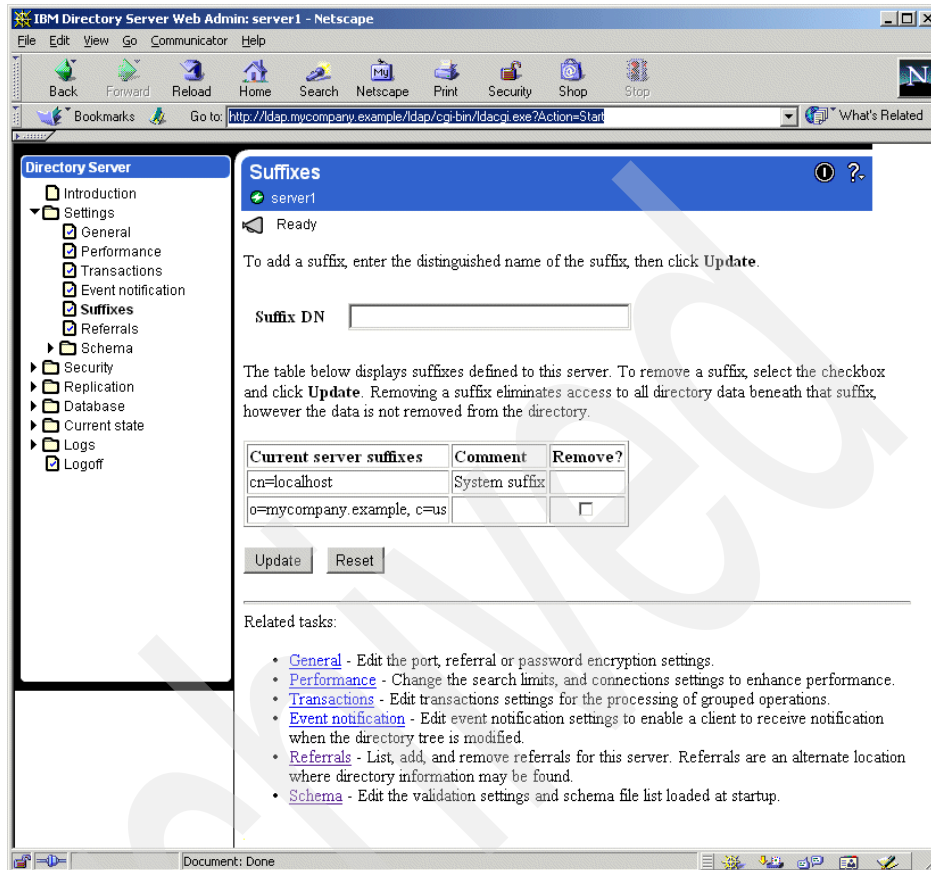 IBM Directory Server Web Admin: server1 - Netscape
File Edit View Go Communicator Help
Back Forward Reload Home Search Netscape Print Security Shop Stop
My
N
Bookmarks Go to: http://ldap.mycompany.example/ldap/cgi-bin/ldacgi.exe?Action=Start What's Related
Directory Server
Introduction
Settings
General
Performance
Transactions
Event notification
Suffixes
Referrals
Schema
Security
Replication
Database
Current state
Logs
Logoff
Suffixes
server1
Ready
To add a suffix, enter the distinguished name of the suffix, then click Update.
Suffix DN
The table below displays suffixes defined to this server. To remove a suffix, select the checkbox
and click Update. Removing a suffix eliminates access to all directory data beneath that suffix,
however the data is not removed from the directory.
Current server suffixes Comment Remove?
cn=localhost System suffix
o=mycompany.example, c=us
Update Reset
Related tasks:
• General - Edit the port, referral or password encryption settings.
• Performance - Change the search limits, and connections settings to enhance performance.
• Transactions - Edit transactions settings for the processing of grouped operations.
• Event notification - Edit event notification settings to enable a client to receive notification
when the directory tree is modified.
• Referrals - List, add, and remove referrals for this server. Referrals are an alternate location
where directory information may be found.
• Schema - Edit the validation settings and schema file list loaded at startup.
Document: Done